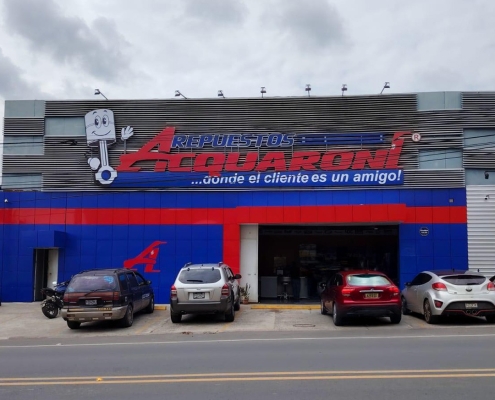 REPUESTOS
ACQUARONI
...donde el cliente es un amigo!
A